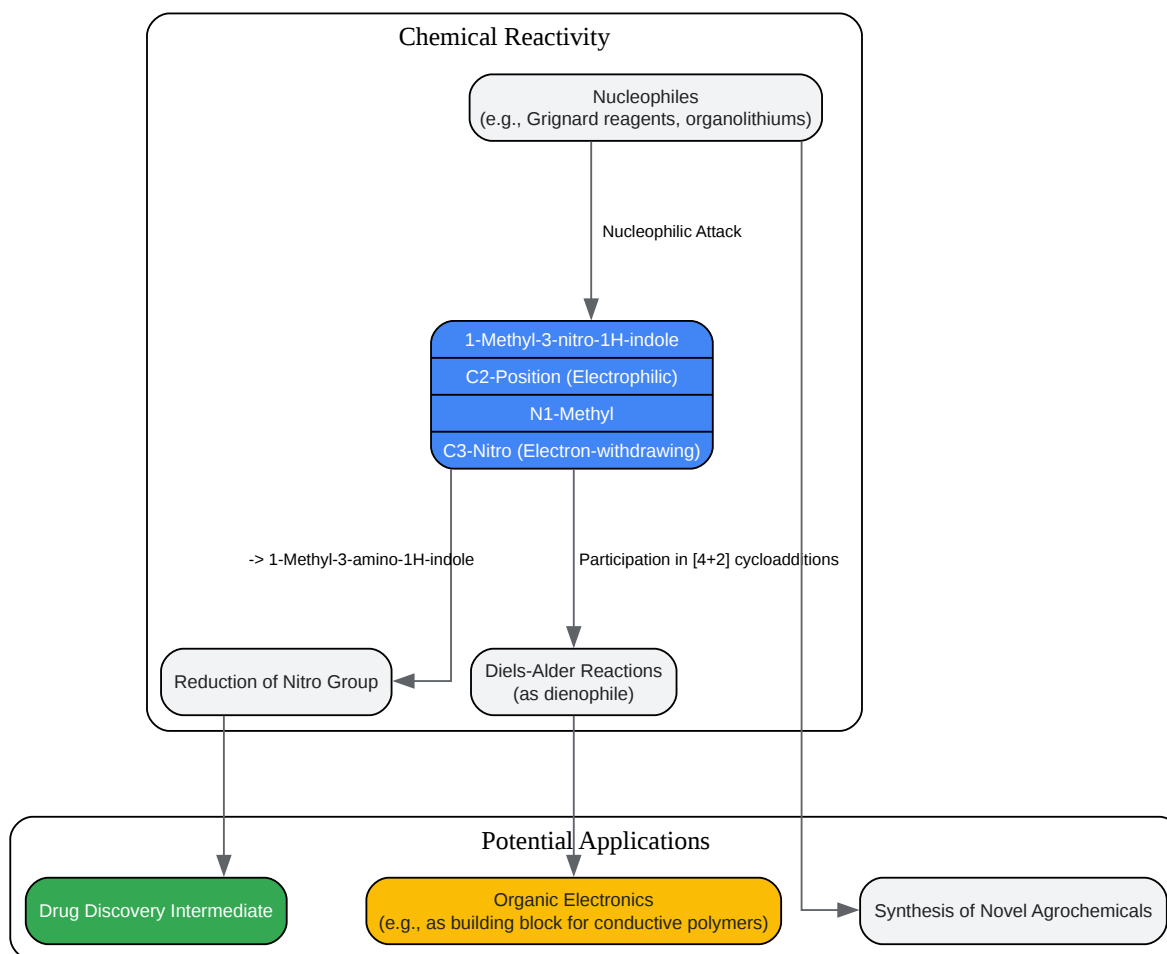 Chemical Reactivity
Nucleophiles
(e.g., Grignard reagents, organolithiums)
Nucleophilic Attack
1-Methyl-3-nitro-1H-indole
C2-Position (Electrophilic)
N1-Methyl
C3-Nitro (Electron-withdrawing)
-> 1-Methyl-3-amino-1H-indole
Participation in [4+2] cycloadditions
Reduction of Nitro Group
Diels-Alder Reactions
(as dienophile)
Potential Applications
Drug Discovery Intermediate
Organic Electronics
(e.g., as building block for conductive polymers)
Synthesis of Novel Agrochemicals